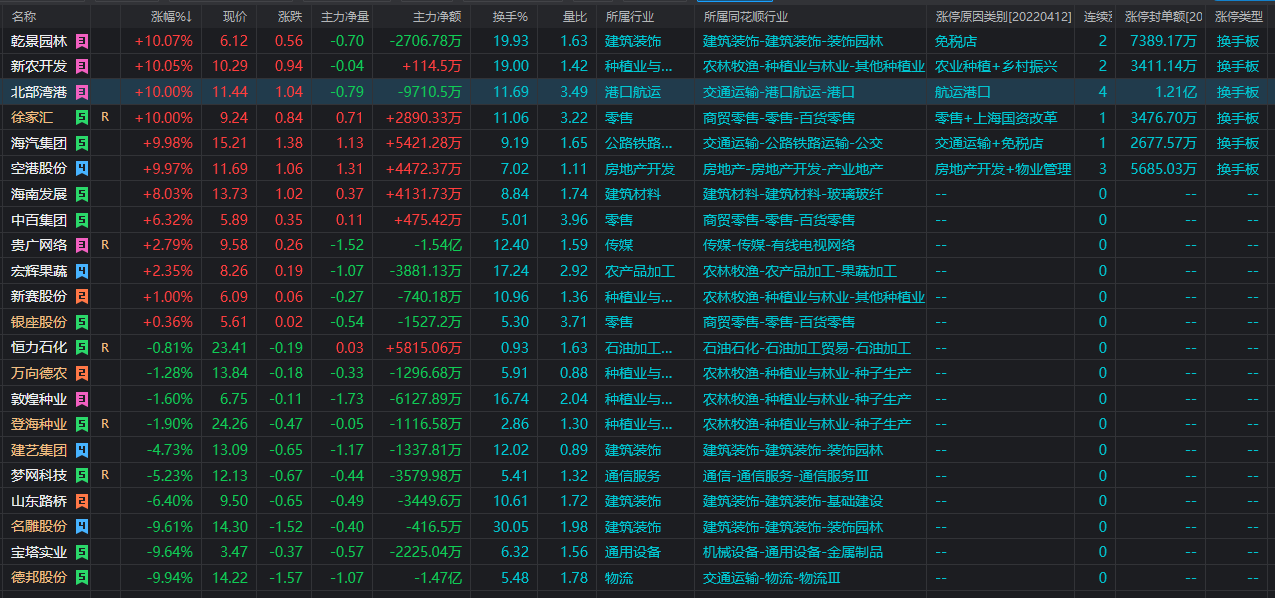 名称 涨幅%↓ 现价 涨跌 主力净量 主力净额 换手% 量比 所属行业 所属同花顺行业 涨停原因类别[20220412] 连续 涨停封单额[20 涨停类型
乾景园林 3 +10.07% 6.12 0.56 -0.70 -2706.78万 19.93 1.63 建筑装饰 建筑装饰-建筑装饰-装饰园林 免税店 2 7389.17万 换手板
新农开发 3 +10.05% 10.29 0.94 -0.04 +114.5万 19.00 1.42 种植业与... 农林牧渔-种植业与林业-其他种植业 农业种植+乡村振兴 2 3411.14万 换手板
北部湾港 3 +10.00% 11.44 1.04 -0.79 -9710.5万 11.69 3.49 港口航运 交通运输-港口航运-港口 航运港口 4 1.21亿 换手板
徐家汇 5 R +10.00% 9.24 0.84 0.71 +2890.33万 11.06 3.22 零售 商贸零售-零售-百货零售 零售+上海国资改革 1 3476.70万 换手板
海汽集团 5 +9.98% 15.21 1.38 1.13 +5421.28万 9.19 1.65 公路铁路... 交通运输-公路铁路运输-公交 交通运输+免税店 1 2677.57万 换手板
空港股份 4 +9.97% 11.69 1.06 1.31 +4472.37万 7.02 1.11 房地产开发 房地产-房地产开发-产业地产 房地产开发+物业管理 3 5685.03万 换手板
海南发展 5 +8.03% 13.73 1.02 0.37 +4131.73万 8.84 1.74 建筑材料 建筑材料-建筑材料-玻璃玻纤 -- 0 -- --
中百集团 5 +6.32% 5.89 0.35 0.11 +475.42万 5.01 3.96 零售 商贸零售-零售-百货零售 -- 0 -- --
贵广网络 3 R +2.79% 9.58 0.26 -1.52 -1.54亿 12.40 1.59 传媒 传媒-传媒-有线电视网络 -- 0 -- --
宏辉果蔬 4 +2.35% 8.26 0.19 -1.07 -3881.13万 17.24 2.92 农产品加工 农林牧渔-农产品加工-果蔬加工 -- 0 -- --
新赛股份 2 +1.00% 6.09 0.06 -0.27 -740.18万 10.96 1.36 种植业与... 农林牧渔-种植业与林业-其他种植业 -- 0 -- --
银座股份 5 +0.36% 5.61 0.02 -0.54 -1527.2万 5.30 3.71 零售 商贸零售-零售-百货零售 -- 0 -- --
恒力石化 5 R -0.81% 23.41 -0.19 0.03 +5815.06万 0.93 1.63 石油加工... 石油石化-石油加工贸易-石油加工 -- 0 -- --
万向德农 2 -1.28% 13.84 -0.18 -0.33 -1296.68万 5.91 0.88 种植业与... 农林牧渔-种植业与林业-种子生产 -- 0 -- --
敦煌种业 3 -1.60% 6.75 -0.11 -1.73 -6127.89万 16.74 2.04 种植业与... 农林牧渔-种植业与林业-种子生产 -- 0 -- --
登海种业 5 R -1.90% 24.26 -0.47 -0.05 -1116.58万 2.86 1.30 种植业与... 农林牧渔-种植业与林业-种子生产 -- 0 -- --
建艺集团 4 -4.73% 13.09 -0.65 -1.17 -1337.81万 12.02 0.89 建筑装饰 建筑装饰-建筑装饰-装饰园林 -- 0 -- --
梦网科技 5 R -5.23% 12.13 -0.67 -0.44 -3579.98万 5.41 1.32 通信服务 通信-通信服务-通信服务Ⅲ -- 0 -- --
山东路桥 2 -6.40% 9.50 -0.65 -0.49 -3449.6万 10.61 1.72 建筑装饰 建筑装饰-建筑装饰-基础建设 -- 0 -- --
名雕股份 4 -9.61% 14.30 -1.52 -0.40 -416.5万 30.05 1.98 建筑装饰 建筑装饰-建筑装饰-装饰园林 -- 0 -- --
宝塔实业 5 -9.64% 3.47 -0.37 -0.57 -2225.04万 6.32 1.56 通用设备 机械设备-通用设备-金属制品 -- 0 -- --
德邦股份 5 -9.94% 14.22 -1.57 -1.07 -1.47亿 5.48 1.78 物流 交通运输-物流-物流Ⅲ -- 0 -- --